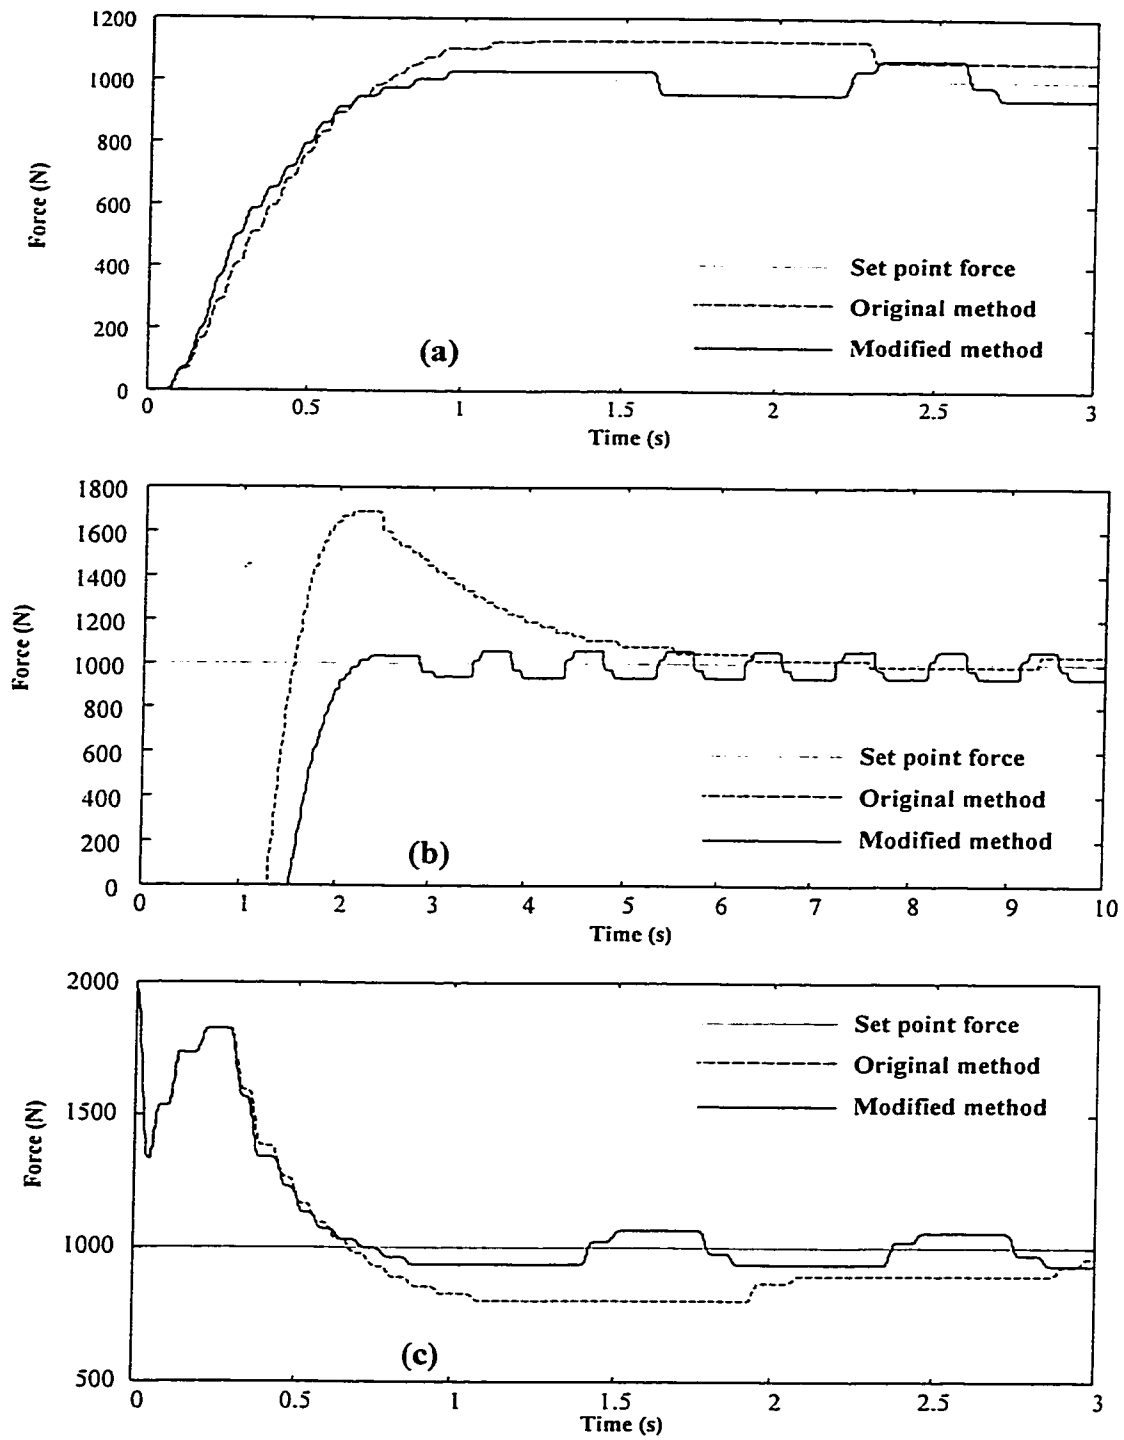 1200
1000
800
600
400
200
0
Force (N)
Set point force
Original method
Modified method
(a)
0 0.5 1 1.5 2 2.5 3
Time (s)
1800
1600
1400
1200
1000
800
600
400
200
0
Force (N)
Set point force
Original method
Modified method
(b)
0 1 2 3 4 5 6 7 8 9 10
Time (s)
2000
1500
1000
500
Force (N)
Set point force
Original method
Modified method
(c)
0 0.5 1 1.5 2 2.5 3
Time (s)